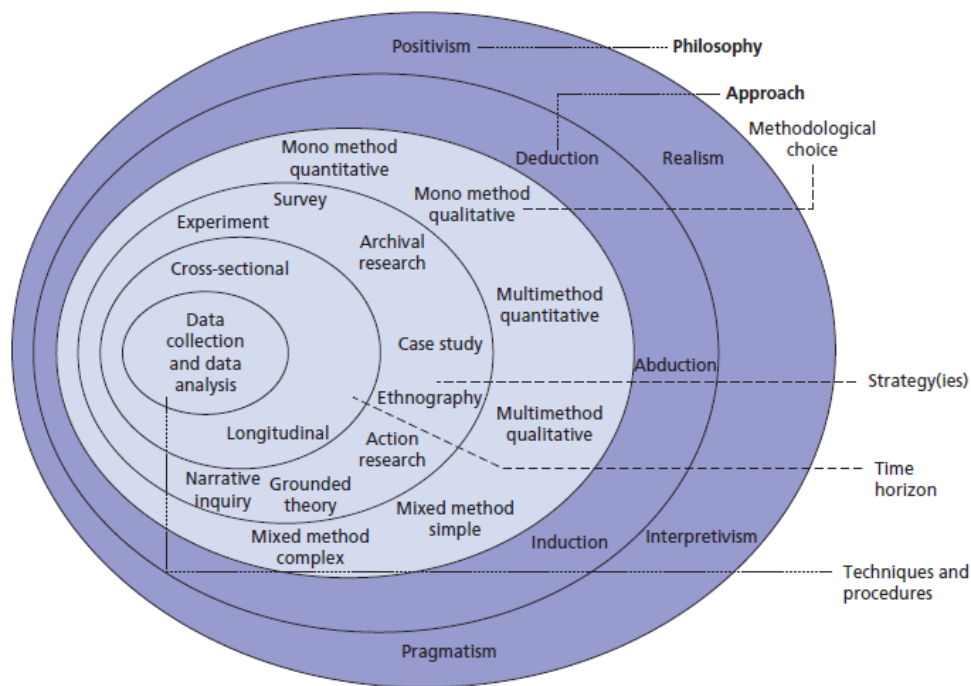 Positivism
Philosophy
Approach
Methodological
choice
Mono method
quantitative
Deduction
Realism
Survey
Mono method
qualitative
Experiment
Archival
research
Cross-sectional
Multimethod
quantitative
Data
collection
and data
analysis
Case study
Abduction
Strategy(ies)
Ethnography
Multimethod
qualitative
Longitudinal
Action
research
Time
horizon
Narrative
inquiry
Grounded
theory
Mixed method
simple
Mixed method
complex
Induction
Interpretivism
Techniques and
procedures
Pragmatism